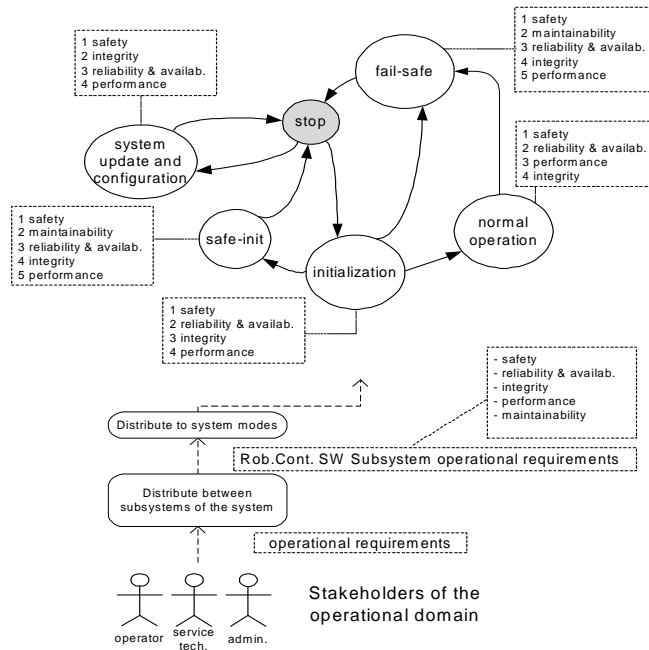 1 safety
2 integrity
3 reliability & availab.
4 performance
1 safety
2 maintainability
3 reliability & availab.
4 integrity
5 performance
fail-safe
stop
system
update and
configuration
1 safety
2 reliability & availab.
3 performance
4 integrity
1 safety
2 maintainability
3 reliability & availab.
4 integrity
5 performance
safe-init
normal
operation
initialization
1 safety
2 reliability & availab.
3 integrity
4 performance
- safety
- reliability & availab.
- integrity
- performance
- maintainability
Distribute to system modes
Rob.Cont. SW Subsystem operational requirements
Distribute between
subsystems of the system
operational requirements
Stakeholders of the
operational domain
operator
service
tech.
admin.